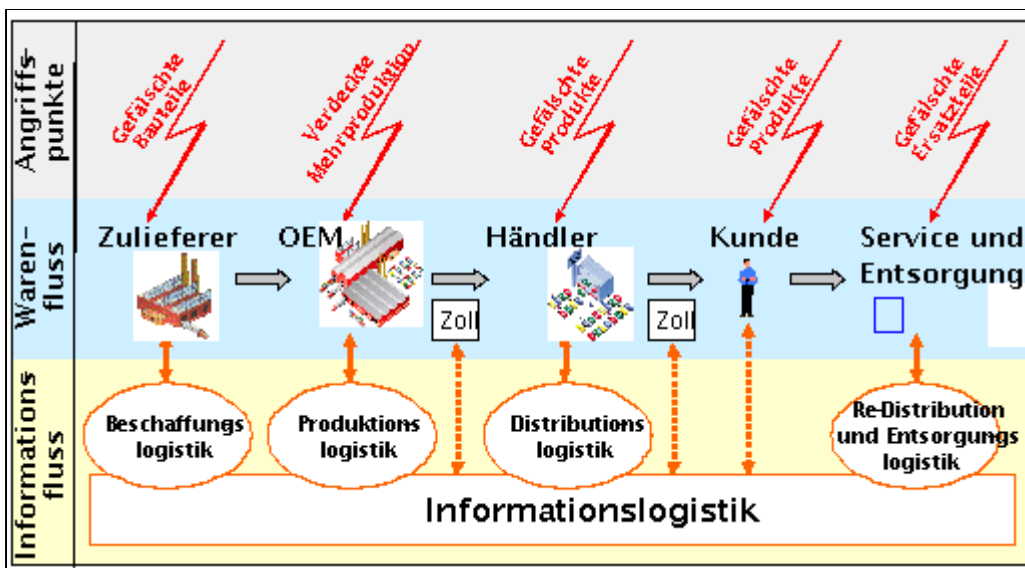 Angriffs-
punkte
Gefälschte
Bauteile
Verdeckte
Mehrproduktion
Gefälschte
produkte
Gefälschte
produkte
Gefälschte
Ersatzteile
Waren-
fluss
Zulieferer
OEM
Händler
Kunde
Service und
Entsorgung
Zoll
Zoll
Informations
fluss
Beschaffungs
logistik
Produktions
logistik
Distributions
logistik
Re-Distribution
und Entsorgungs
logistik
Informationslogistik